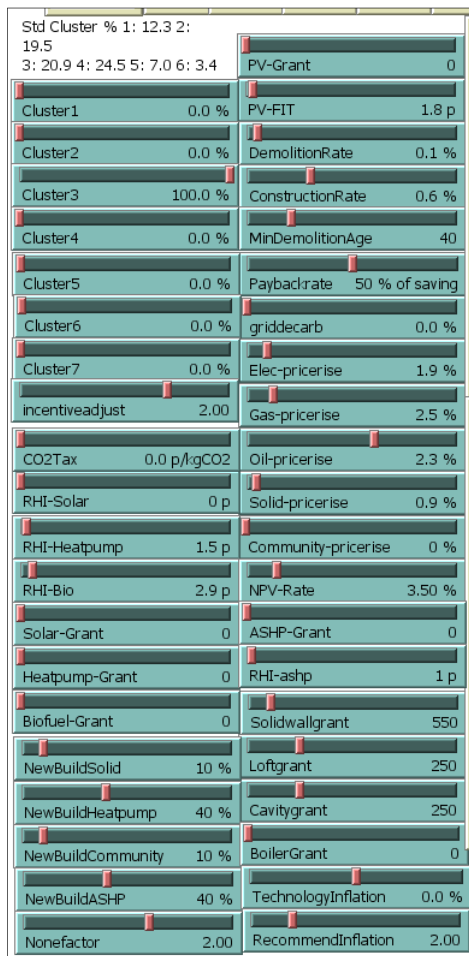 Std Cluster % 1: 12.3 2:
19.5
3: 20.9 4: 24.5 5: 7.0 6: 3.4
Cluster1 0.0 %
Cluster2 0.0 %
Cluster3 100.0 %
Cluster4 0.0 %
Cluster5 0.0 %
Cluster6 0.0 %
Cluster7 0.0 %
incentiveadjust 2.00
CO2Tax 0.0 p/kgCO2
RHI-Solar 0 p
RHI-Heatpump 1.5 p
RHI-Bio 2.9 p
Solar-Grant 0
Heatpump-Grant 0
Biofuel-Grant 0
NewBuildSolid 10 %
NewBuildHeatpump 40 %
NewBuildCommunity 10 %
NewBuildASHP 40 %
Nonefactor 2.00
PV-Grant 0
PV-FIT 1.8 p
DemolitionRate 0.1 %
ConstructionRate 0.6 %
MinDemolitionAge 40
Paybackrate 50 % of saving
griddecarb 0.0 %
Elec-pricerise 1.9 %
Gas-pricerise 2.5 %
Oil-pricerise 2.3 %
Solid-pricerise 0.9 %
Community-pricerise 0 %
NPV-Rate 3.50 %
ASHP-Grant 0
RHI-ashp 1 p
Solidwallgrant 550
Loftgrant 250
Cavitygrant 250
BoilerGrant 0
TechnologyInflation 0.0 %
RecommendInflation 2.00